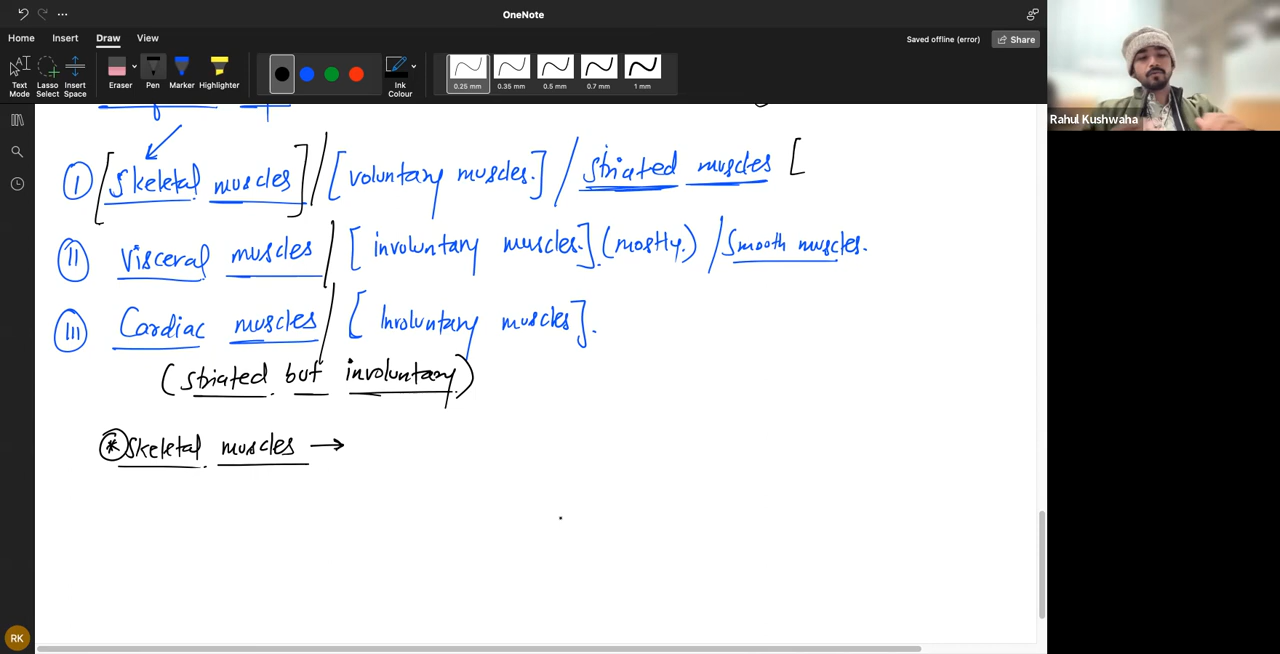 OneNote
Home Insert Draw View
Saved offline (error) Share
Text Mode Lasso Select Insert Space Eraser Pen Marker Highlighter
0.25 mm 0.35 mm 0.5 mm 0.7 mm 1 mm
Ink Colour
Rahul Kushwaha
I [Skeletal muscles] / [voluntary muscles.] / Striated muscles [
II Visceral muscles / [involuntary muscles.] (mostly.) / Smooth muscles.
III Cardiac muscles / [Involuntary muscles].
(Striated but involuntary)
* Skeletal muscles →
RK